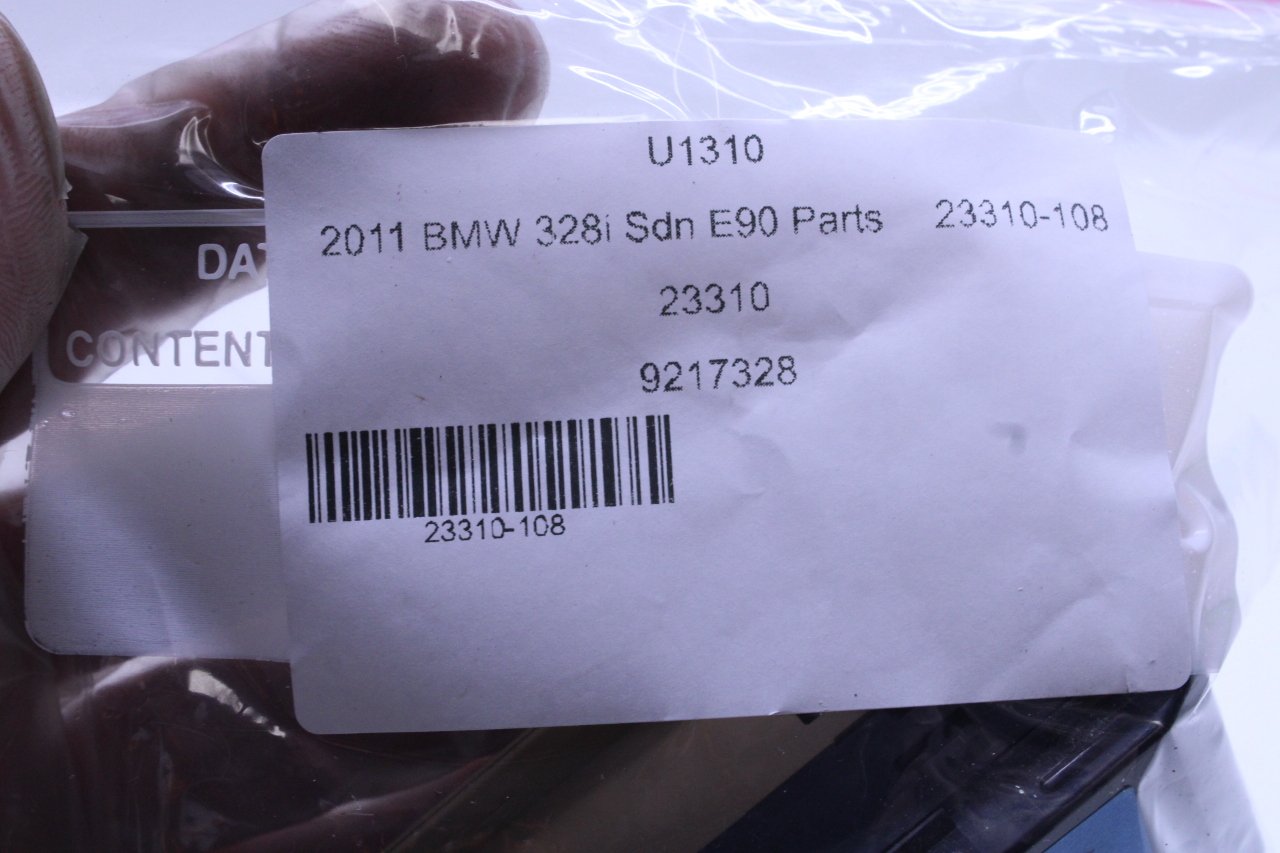 U1310
2011 BMW 328i Sdn E90 Parts 23310-108
23310
9217328
23310-108
DAT
CONTENT